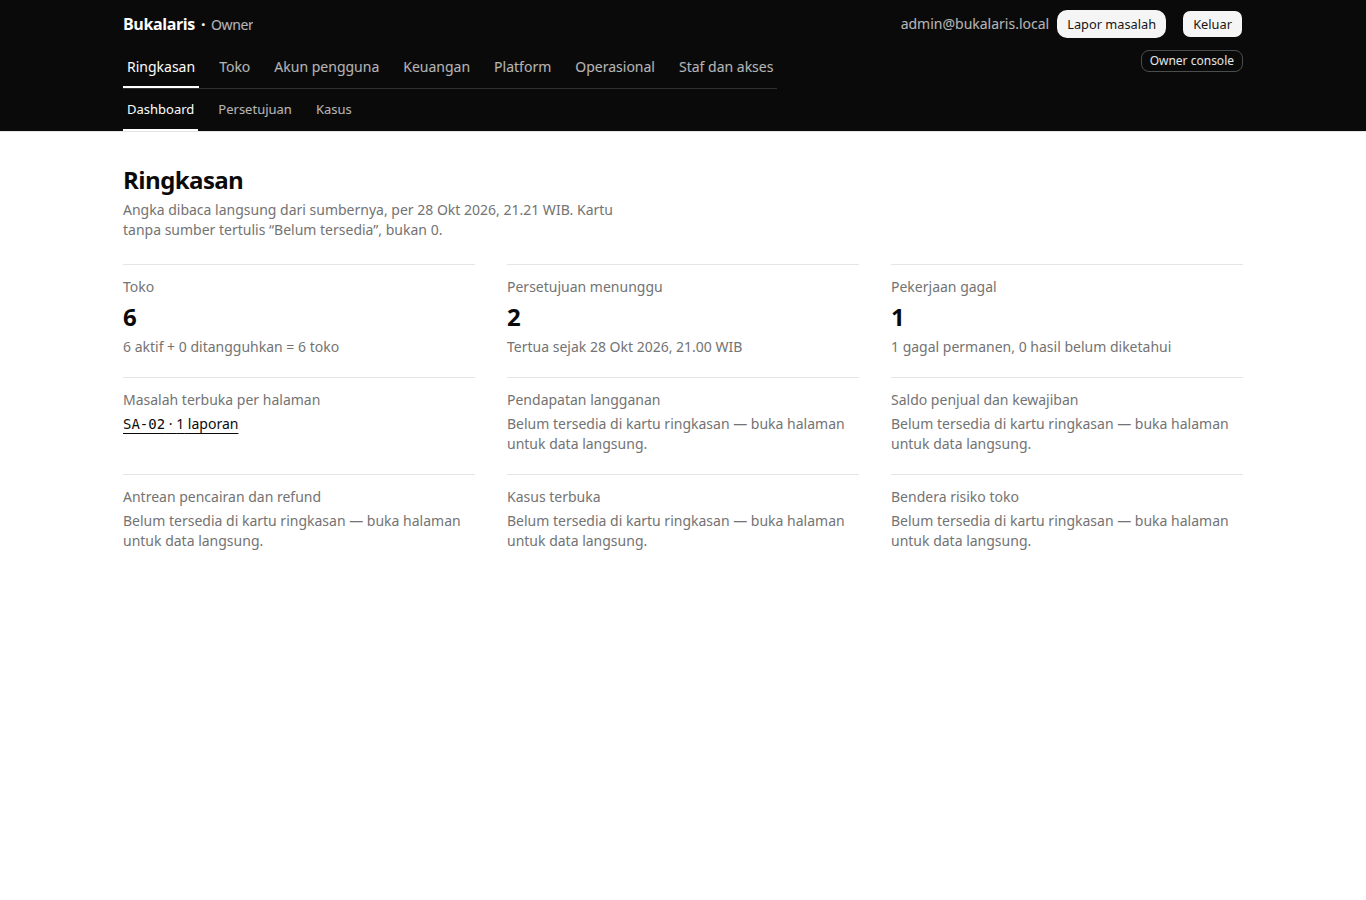 Bukalaris · Owner
admin@bukalaris.local Lapor masalah Keluar
Ringkasan Toko Akun pengguna Keuangan Platform Operasional Staf dan akses
Owner console
Dashboard Persetujuan Kasus
Ringkasan
Angka dibaca langsung dari sumbernya, per 28 Okt 2026, 21.21 WIB. Kartu
tanpa sumber tertulis “Belum tersedia”, bukan 0.
Toko
6
6 aktif + 0 ditangguhkan = 6 toko
Persetujuan menunggu
2
Tertua sejak 28 Okt 2026, 21.00 WIB
Pekerjaan gagal
1
1 gagal permanen, 0 hasil belum diketahui
Masalah terbuka per halaman
SA-02 · 1 laporan
Pendapatan langganan
Belum tersedia di kartu ringkasan — buka halaman
untuk data langsung.
Saldo penjual dan kewajiban
Belum tersedia di kartu ringkasan — buka halaman
untuk data langsung.
Antrean pencairan dan refund
Belum tersedia di kartu ringkasan — buka halaman
untuk data langsung.
Kasus terbuka
Belum tersedia di kartu ringkasan — buka halaman
untuk data langsung.
Bendera risiko toko
Belum tersedia di kartu ringkasan — buka halaman
untuk data langsung.